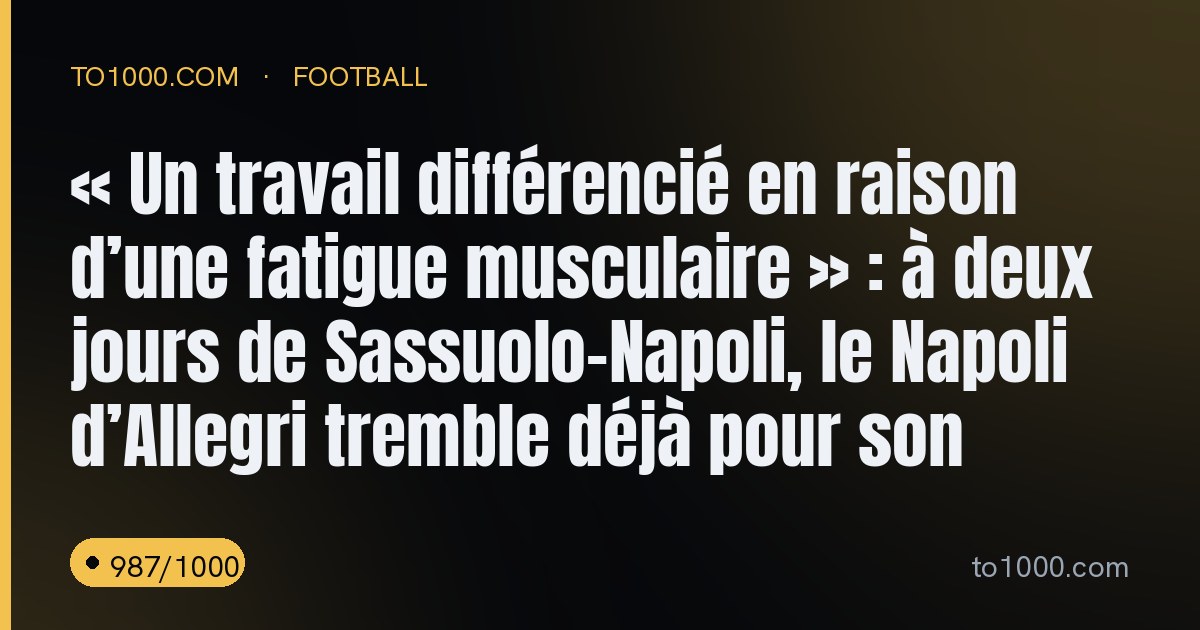 TO1000.COM · FOOTBALL
« Un travail différencié en raison
d’une fatigue musculaire » : à deux
jours de Sassuolo-Napoli, le Napoli
d’Allegri tremble déjà pour son
987/1000
to1000.com